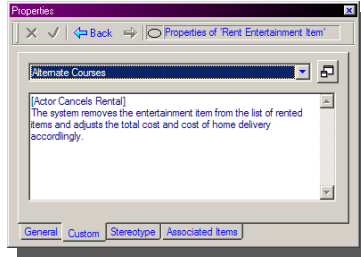 Properties
Back
Properties of 'Rent Entertainment Item'
Alternate Courses
[Actor Cancels Rental]
The system removes the entertainment item from the list of rented
items and adjusts the total cost and cost of home delivery
accordingly.
General Custom Stereotype Associated Items